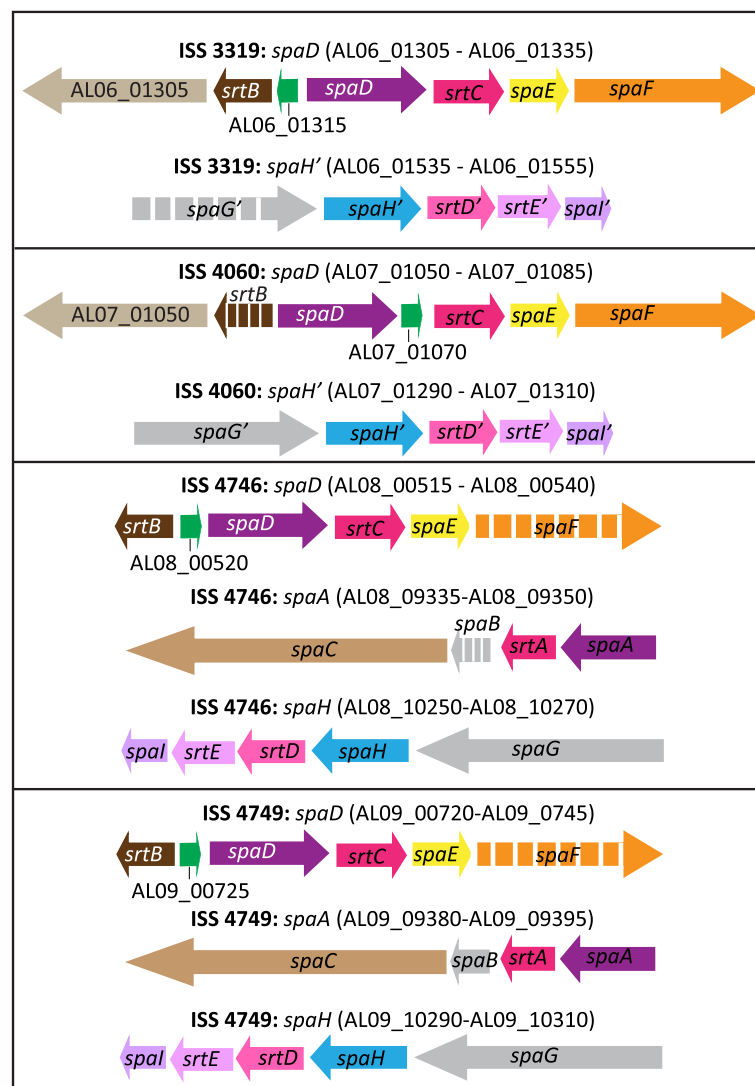 ISS 3319: spaD (AL06_01305 - AL06_01335)
AL06_01305 srtB spaD srtC spaE spaF
AL06_01315
ISS 3319: spaH’ (AL06_01535 - AL06_01555)
spaG’ spaH’ srtD’ srtE’ spaI’
ISS 4060: spaD (AL07_01050 - AL07_01085)
AL07_01050 srtB spaD srtC spaE spaF
AL07_01070
ISS 4060: spaH’ (AL07_01290 - AL07_01310)
spaG’ spaH’ srtD’ srtE’ spaI’
ISS 4746: spaD (AL08_00515 - AL08_00540)
srtB spaD srtC spaE spaF
AL08_00520
ISS 4746: spaA (AL08_09335-AL08_09350)
spaC spaB srtA spaA
ISS 4746: spaH (AL08_10250-AL08_10270)
spaI srtE srtD spaH spaG
ISS 4749: spaD (AL09_00720-AL09_0745)
srtB spaD srtC spaE spaF
AL09_00725
ISS 4749: spaA (AL09_09380-AL09_09395)
spaC spaB srtA spaA
ISS 4749: spaH (AL09_10290-AL09_10310)
spaI srtE srtD spaH spaG